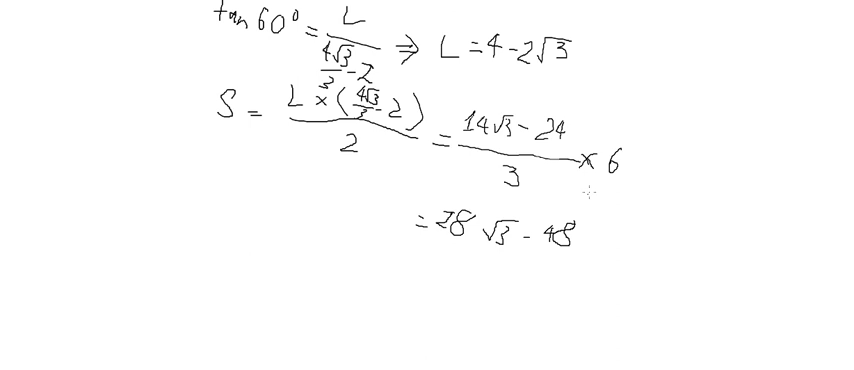 tan 60° = L / (4√3/3 - 2) ⇒ L = 4 - 2√3
S = L × (4√3/3 - 2) / 2 = 14√3 - 24 / 3 × 6
= 28√3 - 48